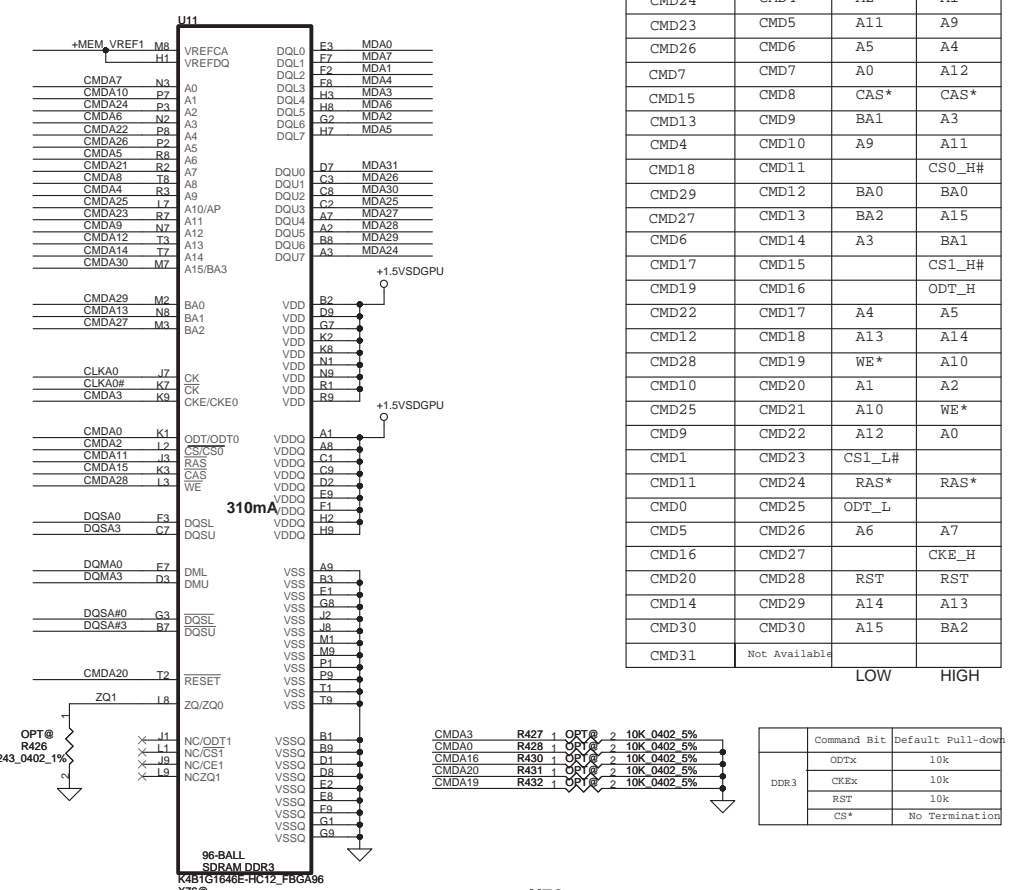 U11
+MEM_VREF1 M8 VREFCA DQL0 E3 MDA0
H1 VREFDQ DQL1 F7 MDA7
DQL2 F2 MDA1
CMDA7 N3 A0 DQL3 F8 MDA4
CMDA10 P7 A1 DQL4 H3 MDA3
CMDA24 P3 A2 DQL5 H8 MDA6
CMDA6 N2 A3 DQL6 G2 MDA2
CMDA22 P8 A4 DQL7 H7 MDA5
CMDA26 P2 A5
CMDA5 R8 A6
CMDA21 R2 A7 DQU0 D7 MDA31
CMDA8 T8 A8 DQU1 C3 MDA26
CMDA4 R3 A9 DQU2 C8 MDA30
CMDA25 L7 A10/AP DQU3 C2 MDA25
CMDA23 R7 A11 DQU4 A7 MDA27
CMDA9 N7 A12 DQU5 A2 MDA28
CMDA12 T3 A13 DQU6 B8 MDA29
CMDA14 T7 A14 DQU7 A3 MDA24
CMDA30 M7 A15/BA3
+1.5VSDGPU
CMDA29 M2 BA0 VDD B2
CMDA13 N8 BA1 VDD D9
CMDA27 M3 BA2 VDD G7
VDD K2
VDD K8
VDD N1
CLKA0 J7 CK VDD N9
CLKA0# K7 CK VDD R1
CMDA3 K9 CKE/CKE0 VDD R9
+1.5VSDGPU
CMDA0 K1 ODT/ODT0 VDDQ A1
CMDA2 L2 CS/CS0 VDDQ A8
CMDA11 J3 RAS VDDQ C1
CMDA15 K3 CAS VDDQ C9
CMDA28 L3 WE VDDQ D2
VDDQ E9
310mA VDDQ F1
DQSA0 F3 DQSL VDDQ H2
DQSA3 C7 DQSU VDDQ H9
DQMA0 E7 DML VSS A9
DQMA3 D3 DMU VSS B3
VSS E1
VSS G8
DQSA#0 G3 DQSL VSS J2
DQSA#3 B7 DQSU VSS J8
VSS M1
VSS M9
VSS P1
CMDA20 T2 RESET VSS P9
VSS T1
ZQ1 L8 ZQ/ZQ0 VSS T9
1
OPT@
R426
243_0402_1%
2
J1 NC/ODT1 VSSQ B1
L1 NC/CS1 VSSQ B9
J9 NC/CE1 VSSQ D1
L9 NCZQ1 VSSQ D8
VSSQ E2
VSSQ E8
VSSQ F9
VSSQ G1
VSSQ G9
96-BALL
SDRAM DDR3
K4B1G1646E-HC12_FBGA96
CMD23 CMD5 A11 A9
CMD26 CMD6 A5 A4
CMD7 CMD7 A0 A12
CMD15 CMD8 CAS* CAS*
CMD13 CMD9 BA1 A3
CMD4 CMD10 A9 A11
CMD18 CMD11 CS0_H#
CMD29 CMD12 BA0 BA0
CMD27 CMD13 BA2 A15
CMD6 CMD14 A3 BA1
CMD17 CMD15 CS1_H#
CMD19 CMD16 ODT_H
CMD22 CMD17 A4 A5
CMD12 CMD18 A13 A14
CMD28 CMD19 WE* A10
CMD10 CMD20 A1 A2
CMD25 CMD21 A10 WE*
CMD9 CMD22 A12 A0
CMD1 CMD23 CS1_L#
CMD11 CMD24 RAS* RAS*
CMD0 CMD25 ODT_L
CMD5 CMD26 A6 A7
CMD16 CMD27 CKE_H
CMD20 CMD28 RST RST
CMD14 CMD29 A14 A13
CMD30 CMD30 A15 BA2
CMD31 Not Available
LOW HIGH
CMDA3 R427 1 OPT@ 2 10K_0402_5%
CMDA0 R428 1 OPT@ 2 10K_0402_5%
CMDA16 R430 1 OPT@ 2 10K_0402_5%
CMDA20 R431 1 OPT@ 2 10K_0402_5%
CMDA19 R432 1 OPT@ 2 10K_0402_5%
Command Bit Default Pull-down
DDR3 ODTx 10k
CKEx 10k
RST 10k
CS* No Termination